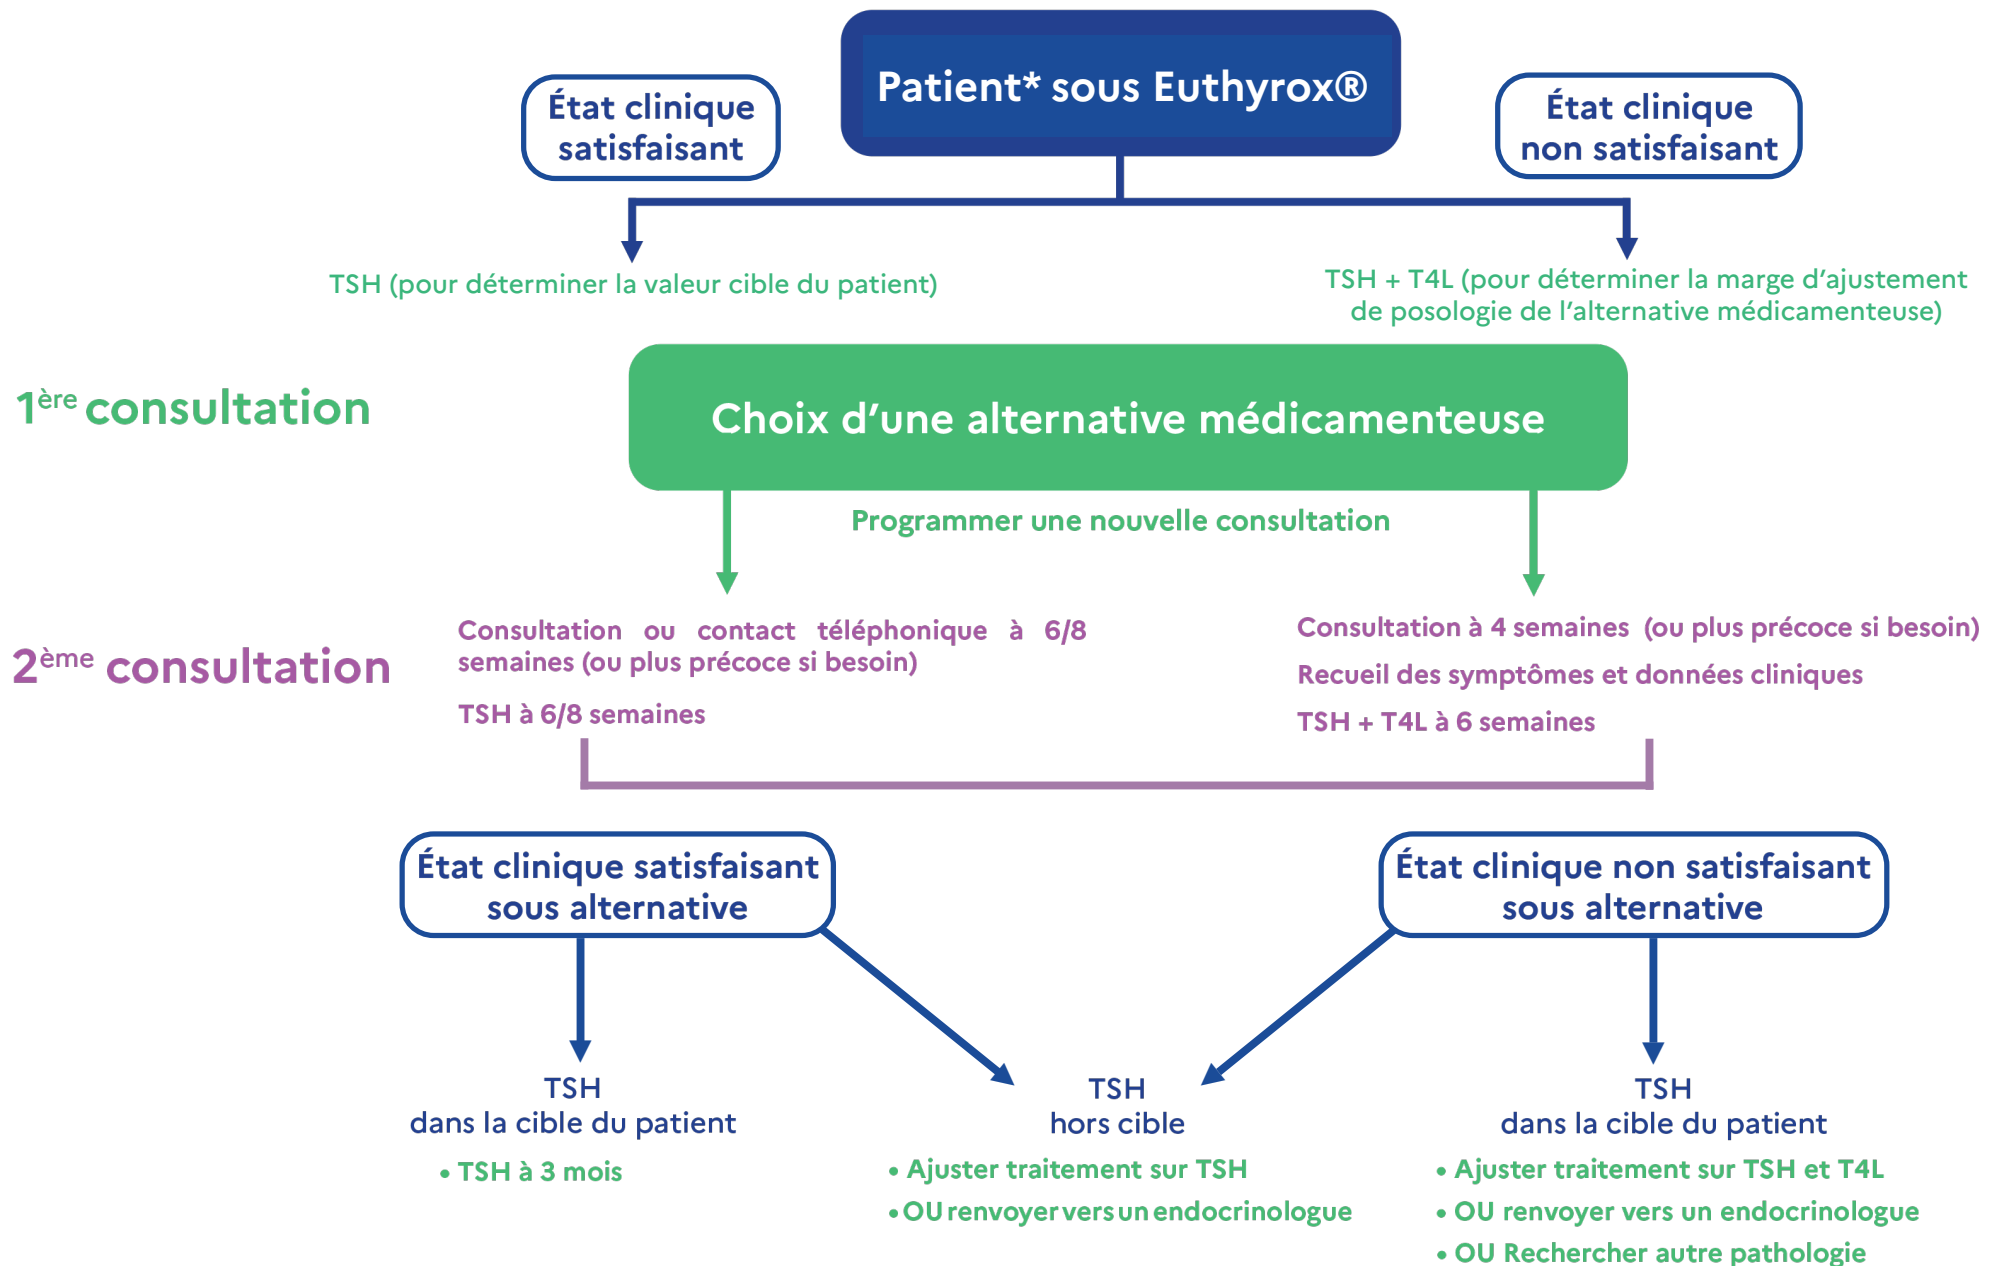 Patient* sous Euthyrox®
État clinique
satisfaisant
État clinique
non satisfaisant
TSH (pour déterminer la valeur cible du patient)
TSH + T4L (pour déterminer la marge d’ajustement
de posologie de l’alternative médicamenteuse)
1ère consultation
Choix d’une alternative médicamenteuse
Programmer une nouvelle consultation
2ème consultation
Consultation ou contact téléphonique à 6/8
semaines (ou plus précoce si besoin)
TSH à 6/8 semaines
Consultation à 4 semaines (ou plus précoce si besoin)
Recueil des symptômes et données cliniques
TSH + T4L à 6 semaines
État clinique satisfaisant
sous alternative
État clinique non satisfaisant
sous alternative
TSH
dans la cible du patient
• TSH à 3 mois
TSH
hors cible
• Ajuster traitement sur TSH
• OU renvoyer vers un endocrinologue
TSH
dans la cible du patient
• Ajuster traitement sur TSH et T4L
• OU renvoyer vers un endocrinologue
• OU Rechercher autre pathologie